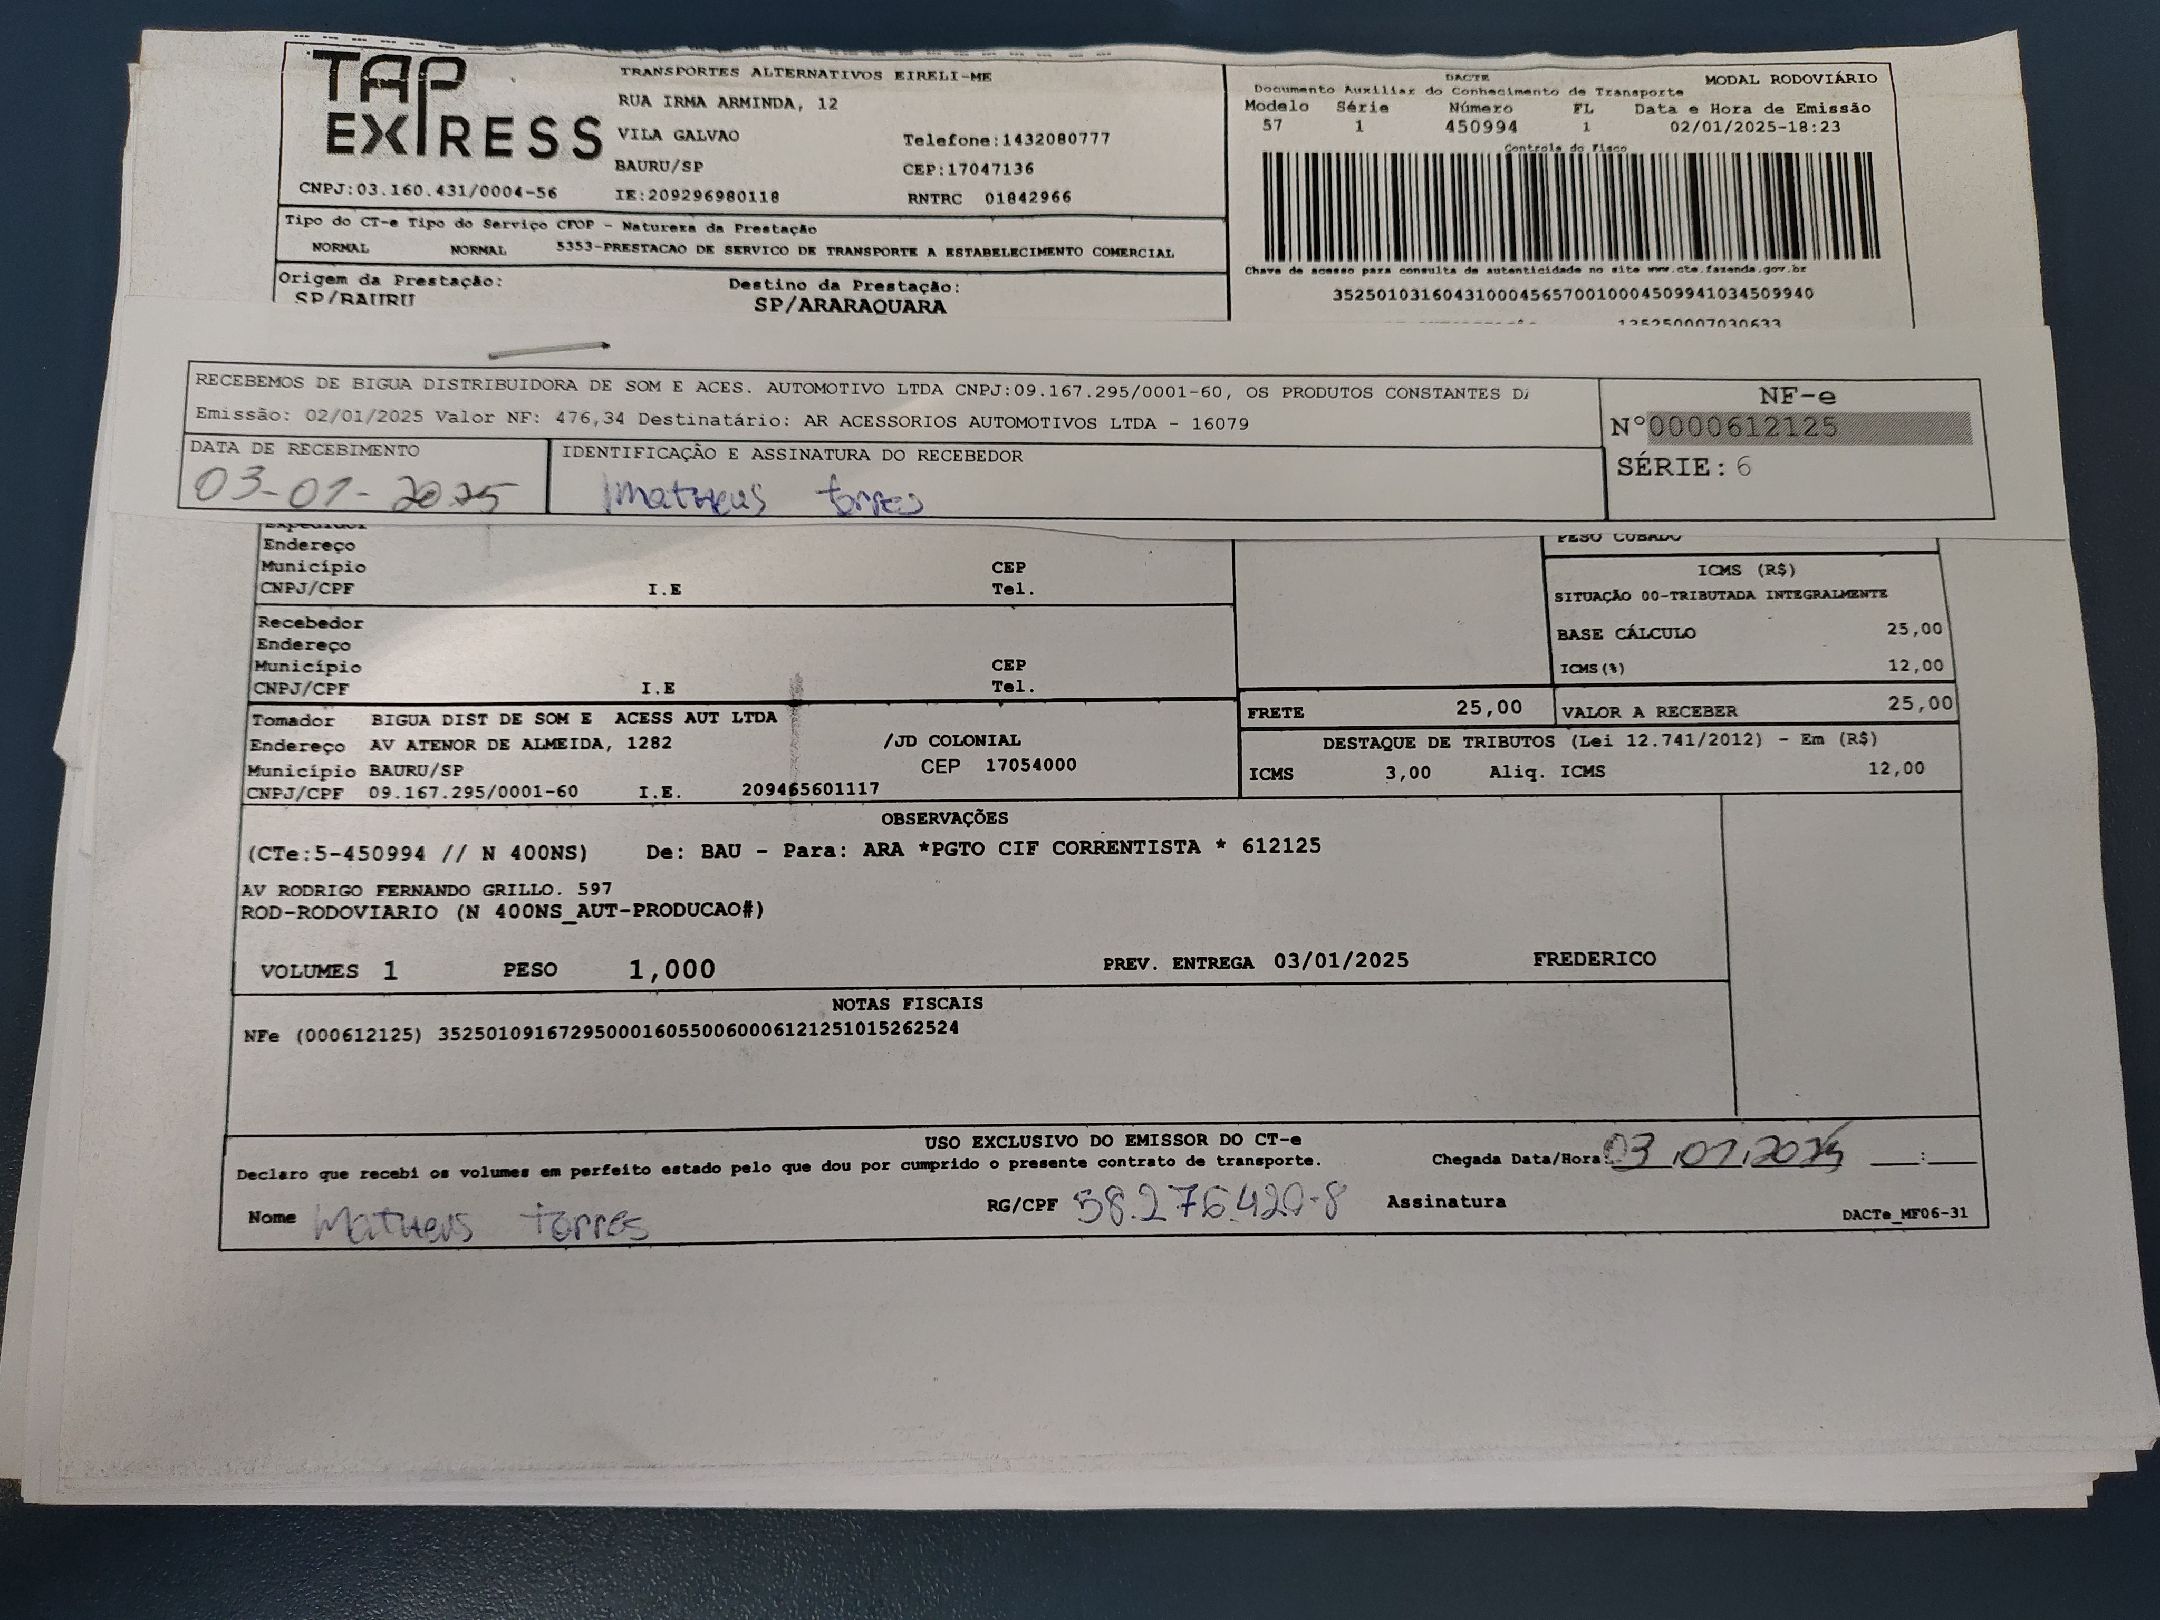 TAP EXPRESS
TRANSPORTES ALTERNATIVOS EIRELI-ME
RUA IRMA ARMINDA, 12
VILA GALVAO Telefone:1432080777
BAURU/SP CEP:17047136
CNPJ:03.160.431/0004-56 IE:209296980118 RNTRC 01842966
DACTE MODAL RODOVIÁRIO
Documento Auxiliar do Conhecimento de Transporte
Modelo Série Número FL Data e Hora de Emissão
57 1 450994 1 02/01/2025-18:23
Controle do Fisco
Tipo do CT-e Tipo do Serviço CFOP - Natureza da Prestação
NORMAL NORMAL 5353-PRESTACAO DE SERVICO DE TRANSPORTE A ESTABELECIMENTO COMERCIAL
Chave de acesso para consulta de autenticidade no site www.cte.fazenda.gov.br
35250103160431000456570010004509941034509940
Origem da Prestação: Destino da Prestação:
SP/BAURU SP/ARARAQUARA
135250007030633
RECEBEMOS DE BIGUA DISTRIBUIDORA DE SOM E ACES. AUTOMOTIVO LTDA CNPJ:09.167.295/0001-60, OS PRODUTOS CONSTANTES
Emissão: 02/01/2025 Valor NF: 476,34 Destinatário: AR ACESSORIOS AUTOMOTIVOS LTDA - 16079
NF-e
Nº0000612125
SÉRIE: 6
DATA DE RECEBIMENTO IDENTIFICAÇÃO E ASSINATURA DO RECEBEDOR
03-01-2025 Matheus torres
Expedidor
Endereço
Município CEP
CNPJ/CPF I.E Tel.
Recebedor
Endereço
Município CEP
CNPJ/CPF I.E Tel.
PESO CUBADO
ICMS (R$)
SITUAÇÃO 00-TRIBUTADA INTEGRALMENTE
BASE CÁLCULO 25,00
ICMS(%) 12,00
FRETE 25,00 VALOR A RECEBER 25,00
Tomador BIGUA DIST DE SOM E ACESS AUT LTDA
Endereço AV ATENOR DE ALMEIDA, 1282 /JD COLONIAL
Município BAURU/SP CEP 17054000
CNPJ/CPF 09.167.295/0001-60 I.E. 209465601117
DESTAQUE DE TRIBUTOS (Lei 12.741/2012) - Em (R$)
ICMS 3,00 Aliq. ICMS 12,00
OBSERVAÇÕES
(CTe:5-450994 // N 400NS) De: BAU - Para: ARA *PGTO CIF CORRENTISTA * 612125
AV RODRIGO FERNANDO GRILLO. 597
ROD-RODOVIARIO (N 400NS_AUT-PRODUCAO#)
VOLUMES 1 PESO 1,000 PREV. ENTREGA 03/01/2025 FREDERICO
NOTAS FISCAIS
NFe (000612125) 35250109167295000160550060006121251015262524
USO EXCLUSIVO DO EMISSOR DO CT-e
Declaro que recebi os volumes em perfeito estado pelo que dou por cumprido o presente contrato de transporte. Chegada Data/Hora: 03.01.2025 __:__
Nome Matheus torres RG/CPF 58.276.420-8 Assinatura DACTe_MF06-31